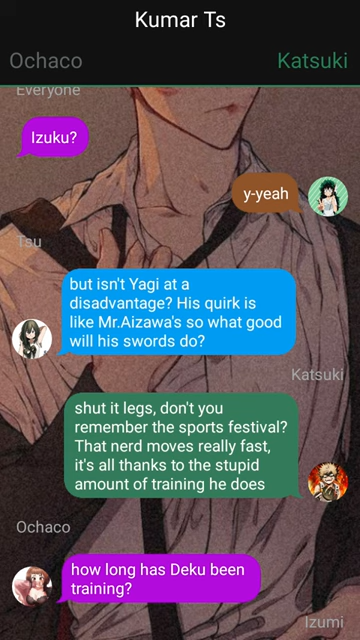 Kumar Ts
Ochaco
Katsuki
Everyone
Izuku?
y-yeah
Tsu
but isn't Yagi at a
disadvantage? His quirk is
like Mr.Aizawa's so what good
will his swords do?
Katsuki
shut it legs, don't you
remember the sports festival?
That nerd moves really fast,
it's all thanks to the stupid
amount of training he does
Ochaco
how long has Deku been
training?
Izumi